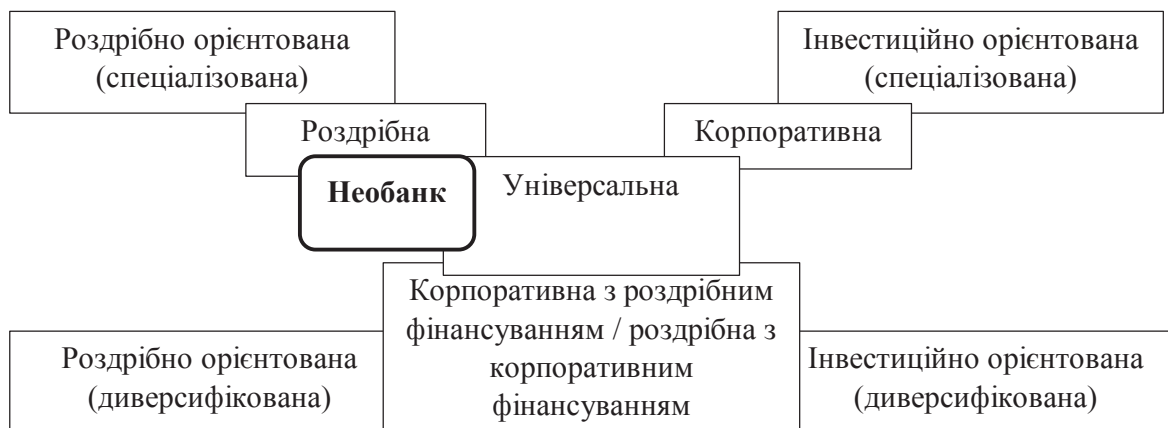 Роздрібно орієнтована
(спеціалізована)
Інвестиційно орієнтована
(спеціалізована)
Роздрібна
Корпоративна
Необанк
Універсальна
Корпоративна з роздрібним
фінансуванням / роздрібна з
корпоративним
фінансуванням
Роздрібно орієнтована
(диверсифікована)
Інвестиційно орієнтована
(диверсифікована)